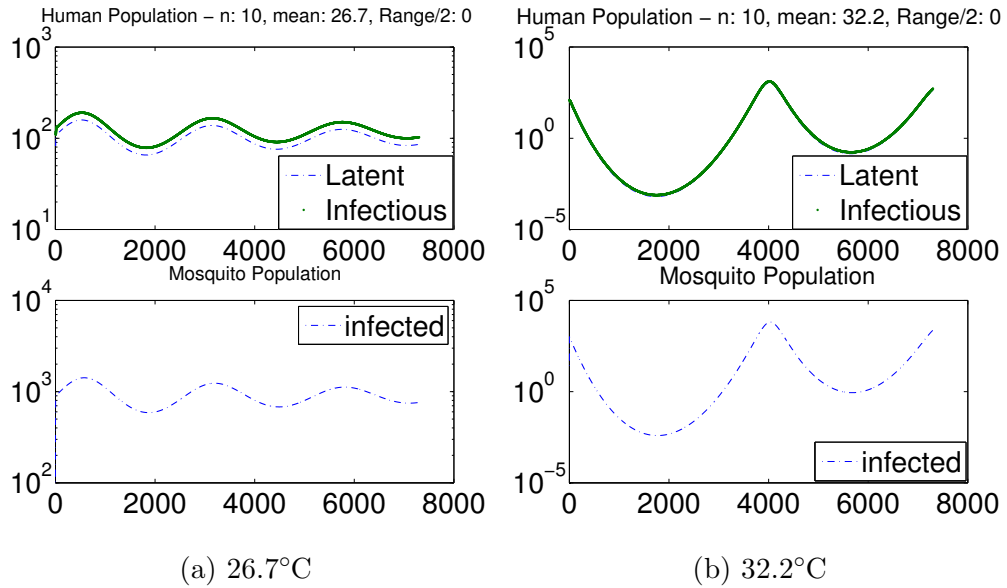 Human Population – n: 10, mean: 26.7, Range/2: 0
10^3
10^2
10^1
Latent
Infectious
0 2000 4000 6000 8000
Mosquito Population
10^4
10^3
10^2
infected
0 2000 4000 6000 8000
(a) 26.7°C
Human Population – n: 10, mean: 32.2, Range/2: 0
10^5
10^0
10^-5
Latent
Infectious
0 2000 4000 6000 8000
Mosquito Population
10^5
10^0
10^-5
infected
0 2000 4000 6000 8000
(b) 32.2°C